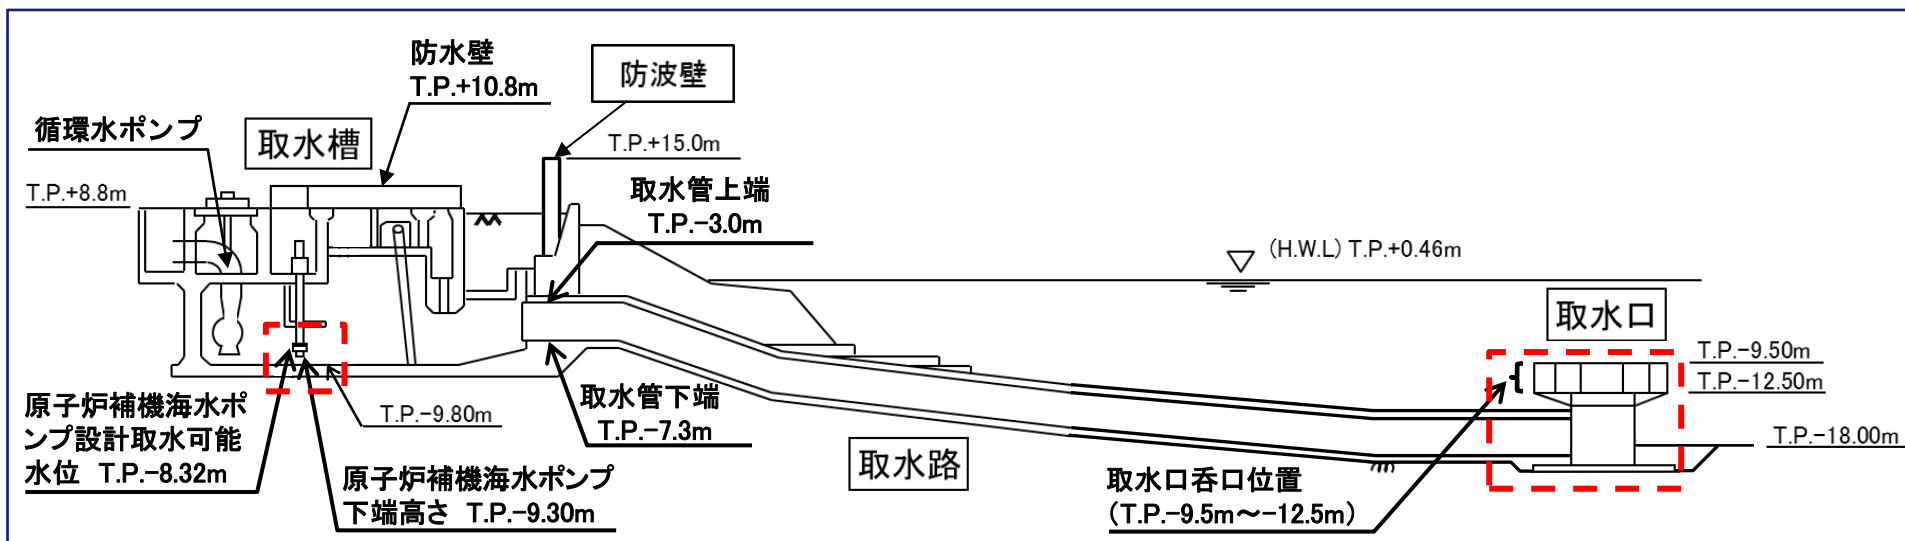 防水壁
T.P.+10.8m
防波壁
循環水ポンプ
取水槽
T.P.+15.0m
T.P.+8.8m
取水管上端
T.P.-3.0m
(H.W.L) T.P.+0.46m
取水口
T.P.-9.50m
T.P.-12.50m
原子炉補機海水ポ
ンプ設計取水可能
水位 T.P.-8.32m
T.P.-9.80m
取水管下端
T.P.-7.3m
T.P.-18.00m
取水路
原子炉補機海水ポンプ
下端高さ T.P.-9.30m
取水口呑口位置
(T.P.-9.5m～-12.5m)